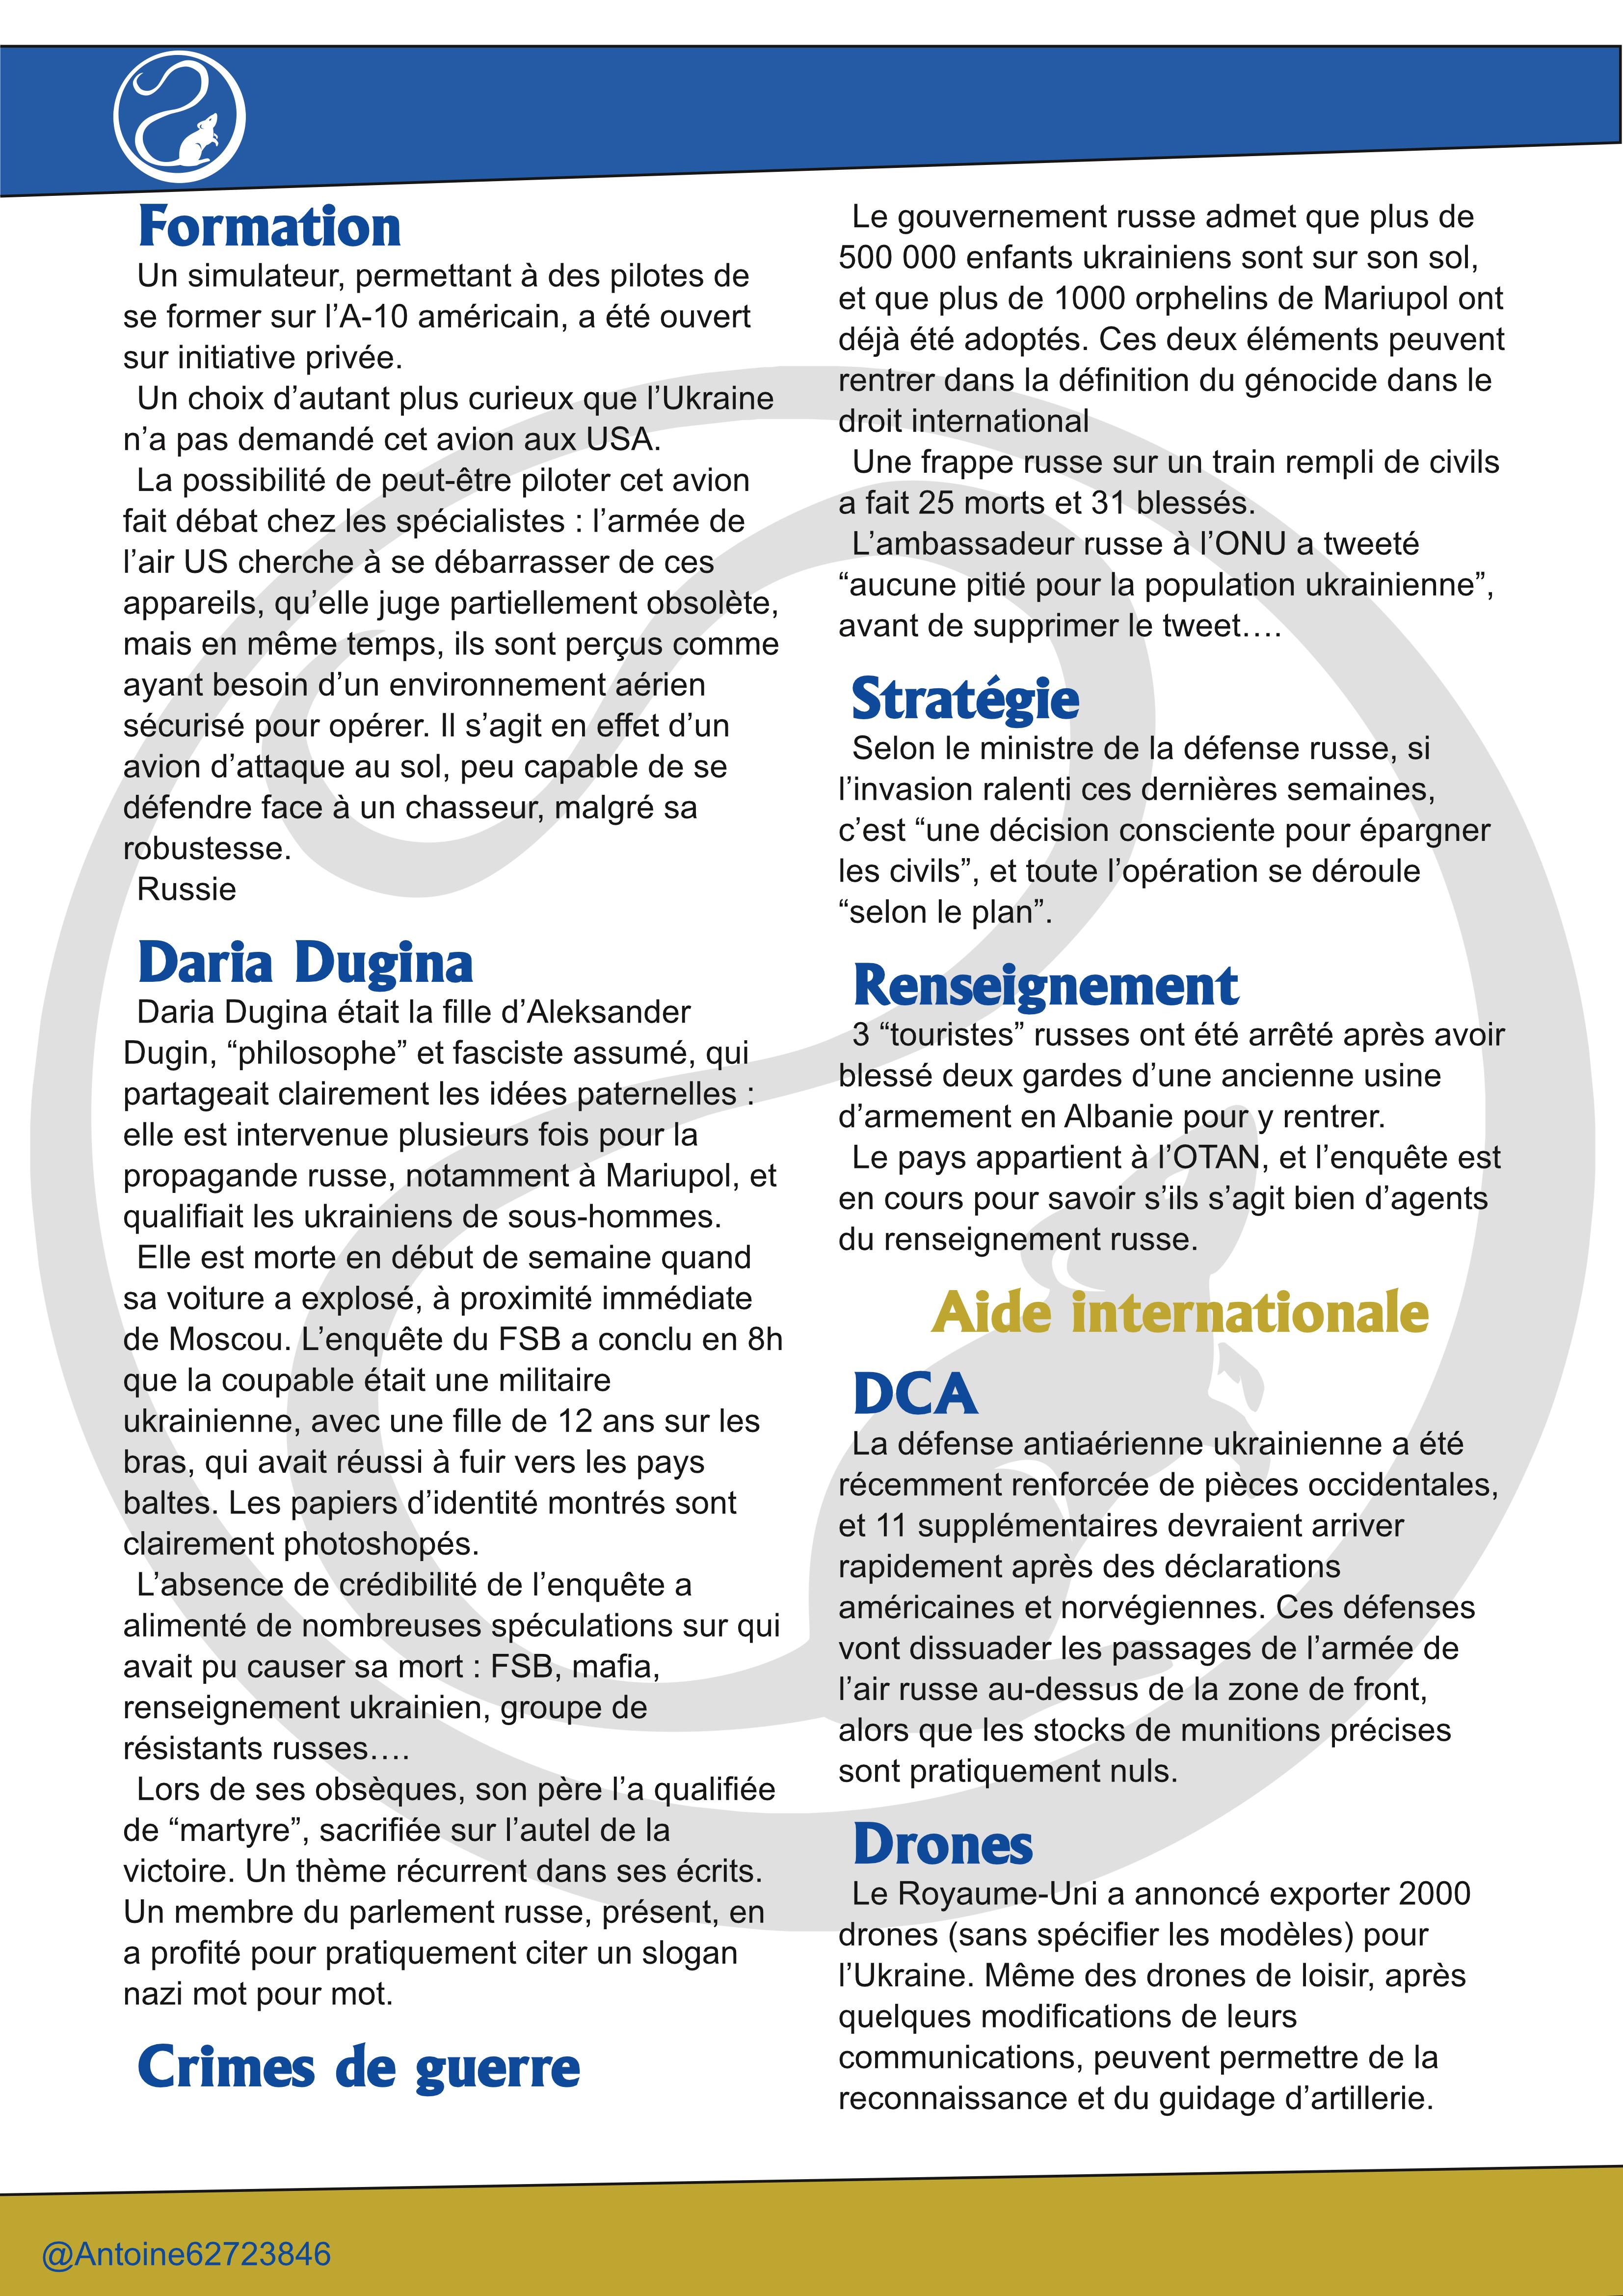 Formation
Un simulateur, permettant à des pilotes de
se former sur l’A-10 américain, a été ouvert
sur initiative privée.
Un choix d’autant plus curieux que l’Ukraine
n’a pas demandé cet avion aux USA.
La possibilité de peut-être piloter cet avion
fait débat chez les spécialistes : l’armée de
l’air US cherche à se débarrasser de ces
appareils, qu’elle juge partiellement obsolète,
mais en même temps, ils sont perçus comme
ayant besoin d’un environnement aérien
sécurisé pour opérer. Il s’agit en effet d’un
avion d’attaque au sol, peu capable de se
défendre face à un chasseur, malgré sa
robustesse.
Russie
Daria Dugina
Daria Dugina était la fille d’Aleksander
Dugin, “philosophe” et fasciste assumé, qui
partageait clairement les idées paternelles :
elle est intervenue plusieurs fois pour la
propagande russe, notamment à Mariupol, et
qualifiait les ukrainiens de sous-hommes.
Elle est morte en début de semaine quand
sa voiture a explosé, à proximité immédiate
de Moscou. L’enquête du FSB a conclu en 8h
que la coupable était une militaire
ukrainienne, avec une fille de 12 ans sur les
bras, qui avait réussi à fuir vers les pays
baltes. Les papiers d’identité montrés sont
clairement photoshopés.
L’absence de crédibilité de l’enquête a
alimenté de nombreuses spéculations sur qui
avait pu causer sa mort : FSB, mafia,
renseignement ukrainien, groupe de
résistants russes….
Lors de ses obsèques, son père l’a qualifiée
de “martyre”, sacrifiée sur l’autel de la
victoire. Un thème récurrent dans ses écrits.
Un membre du parlement russe, présent, en
a profité pour pratiquement citer un slogan
nazi mot pour mot.
Crimes de guerre
Le gouvernement russe admet que plus de
500 000 enfants ukrainiens sont sur son sol,
et que plus de 1000 orphelins de Mariupol ont
déjà été adoptés. Ces deux éléments peuvent
rentrer dans la définition du génocide dans le
droit international
Une frappe russe sur un train rempli de civils
a fait 25 morts et 31 blessés.
L’ambassadeur russe à l’ONU a tweeté
“aucune pitié pour la population ukrainienne”,
avant de supprimer le tweet….
Stratégie
Selon le ministre de la défense russe, si
l’invasion ralenti ces dernières semaines,
c’est “une décision consciente pour épargner
les civils”, et toute l’opération se déroule
“selon le plan”.
Renseignement
3 “touristes” russes ont été arrêté après avoir
blessé deux gardes d’une ancienne usine
d’armement en Albanie pour y rentrer.
Le pays appartient à l’OTAN, et l’enquête est
en cours pour savoir s’ils s’agit bien d’agents
du renseignement russe.
Aide internationale
DCA
La défense antiaérienne ukrainienne a été
récemment renforcée de pièces occidentales,
et 11 supplémentaires devraient arriver
rapidement après des déclarations
américaines et norvégiennes. Ces défenses
vont dissuader les passages de l’armée de
l’air russe au-dessus de la zone de front,
alors que les stocks de munitions précises
sont pratiquement nuls.
Drones
Le Royaume-Uni a annoncé exporter 2000
drones (sans spécifier les modèles) pour
l’Ukraine. Même des drones de loisir, après
quelques modifications de leurs
communications, peuvent permettre de la
reconnaissance et du guidage d’artillerie.
@Antoine62723846